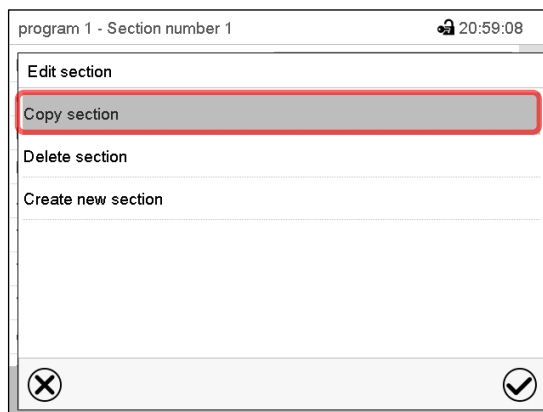 program 1 - Section number 1 20:59:08
Edit section
Copy section
Delete section
Create new section